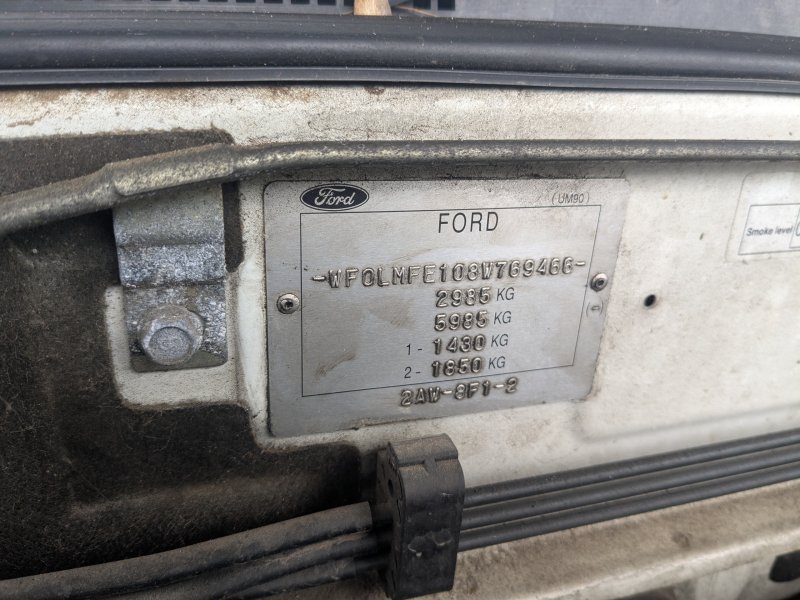 Ford
(UM90)
FORD
-WF0LMFE108W769466-
2985 KG
5985 KG
1- 1430 KG
2- 1850 KG
2AW-8F1-2
Smoke level